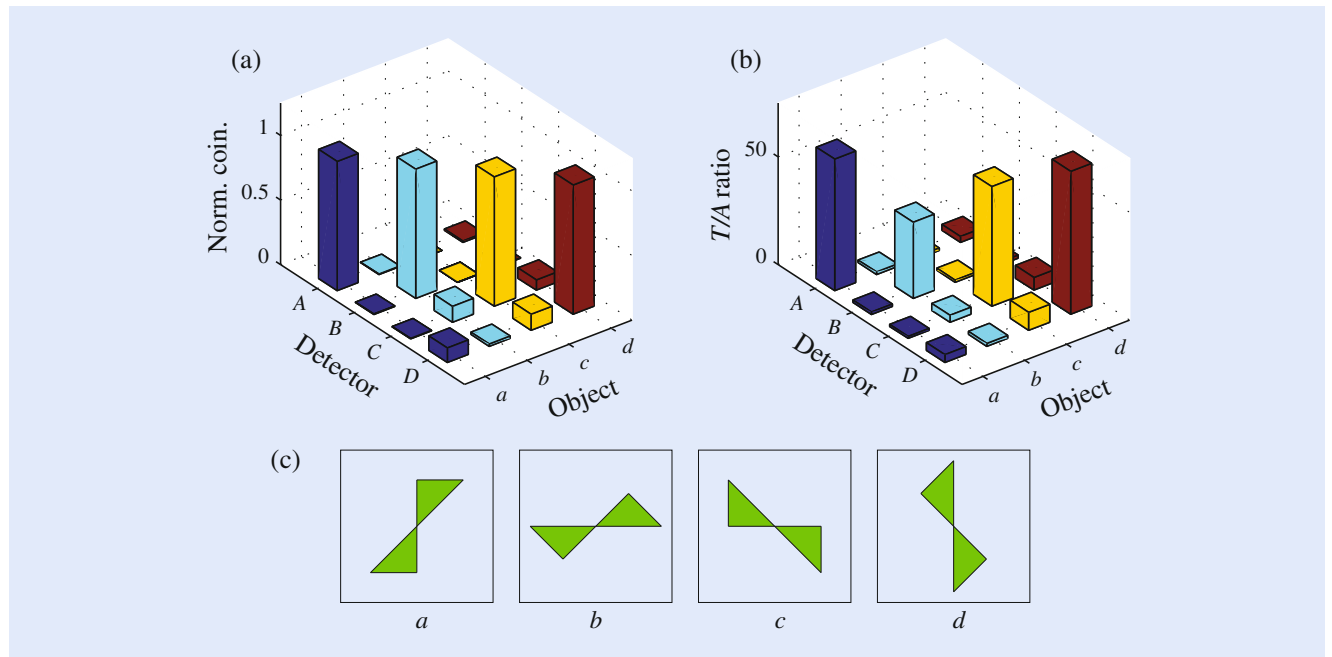 (a)
Norm. coin.
1
0.5
0
A
B
C
D
Detector
a
b
c
d
Object
(b)
T/A ratio
50
0
A
B
C
D
Detector
a
b
c
d
Object
(c)
a
b
c
d